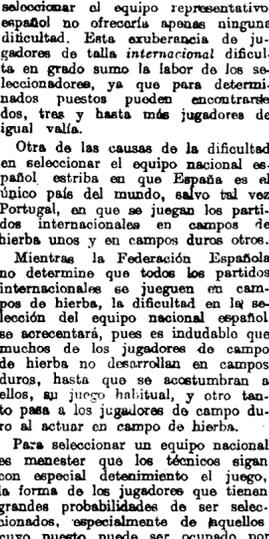 seleccionar al equipo representativo
español no ofrecería apenas ninguna
dificultad. Esta exuberancia de ju-
gadores de talla internacional dificul-
ta en grado sumo la labor de los se-
leccionadores, ya que para determi-
nados puestos pueden encontrarse
dos, tres y hasta más jugadores de
igual valía.
Otra de las causas de la dificultad
en seleccionar el equipo nacional es-
pañol estriba en que España es el
único país del mundo, salvo tal vez
Portugal, en que se juegan los parti-
dos internacionales en campos de
hierba unos y en campos duros otros.
Mientras la Federación Española
no determine que todos los partidos
internacionales se jueguen en cam-
pos de hierba, la dificultad en la se-
lección del equipo nacional español
se acrecentará, pues es indudable que
muchos de los jugadores de campo
de hierba no desarrollan en campos
duros, hasta que se acostumbran a
ellos, su juego habitual, y otro tan-
to pasa a los jugadores de campo du-
ro al actuar en campo de hierba.
Para seleccionar un equipo nacional
es menester que los técnicos sigan
con especial detenimiento el juego,
la forma de los jugadores que tienen
grandes probabilidades de ser selec-
cionados, especialmente de aquellos
cuyo puesto puede ser ocupado por